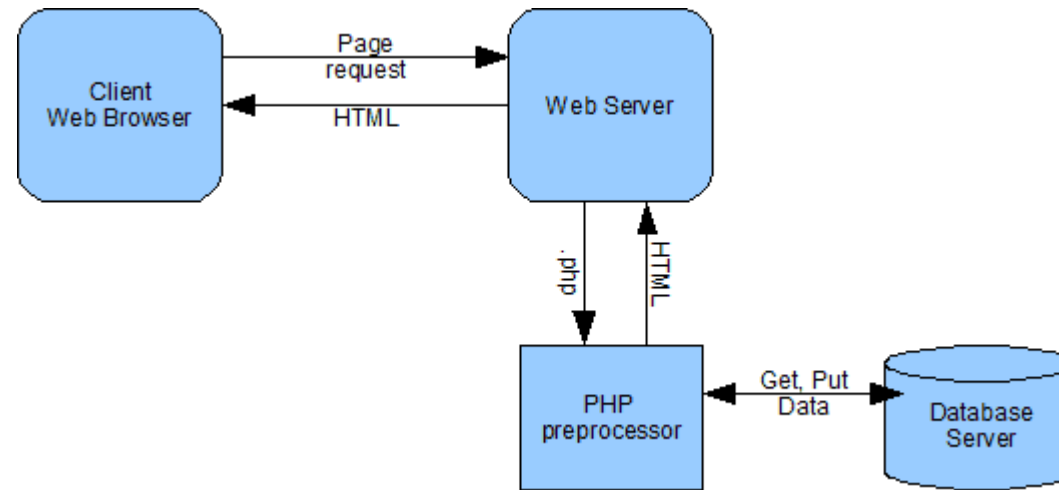 Client
Web Browser
Page
request
HTML
Web Server
.php
HTML
PHP
preprocessor
Get, Put
Data
Database
Server